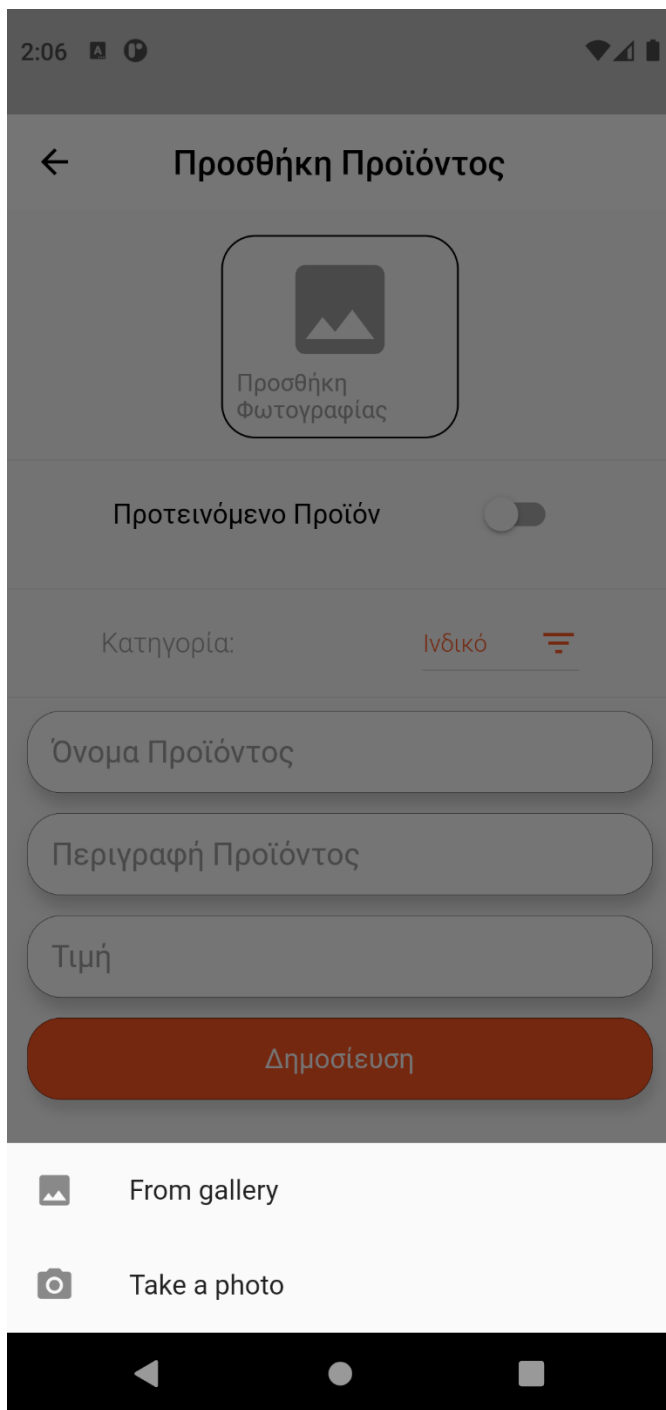 2:06
Προσθήκη Προϊόντος
Προσθήκη
Φωτογραφίας
Προτεινόμενο Προϊόν
Κατηγορία:
Ινδικό
Όνομα Προϊόντος
Περιγραφή Προϊόντος
Τιμή
Δημοσίευση
From gallery
Take a photo